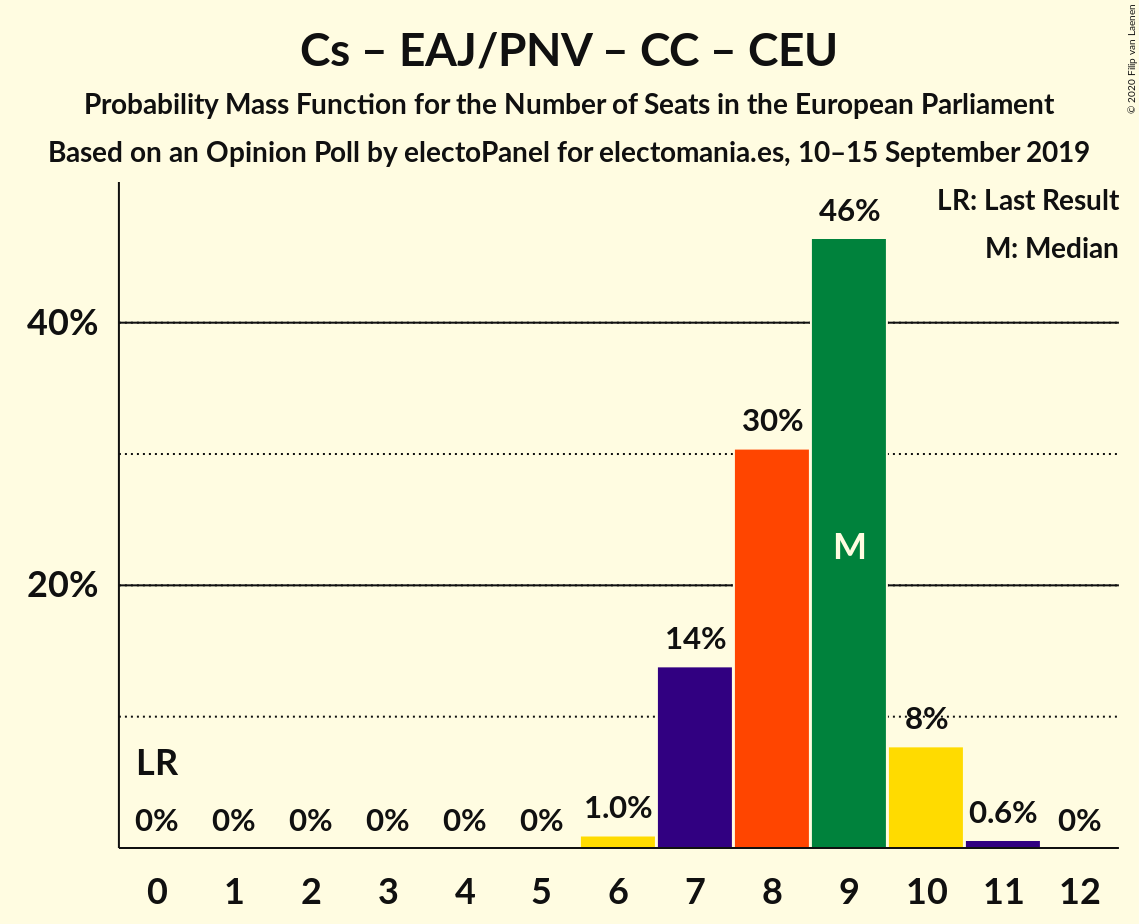 Cs – EAJ/PNV – CC – CEU
Probability Mass Function for the Number of Seats in the European Parliament
Based on an Opinion Poll by electoPanel for electomania.es, 10–15 September 2019
© 2020 Filip van Laenen
LR: Last Result
M: Median
46%
40%
30%
M
20%
14%
8%
LR
0% 0% 0% 0% 0% 0% 1.0% 0.6% 0%
0 1 2 3 4 5 6 7 8 9 10 11 12